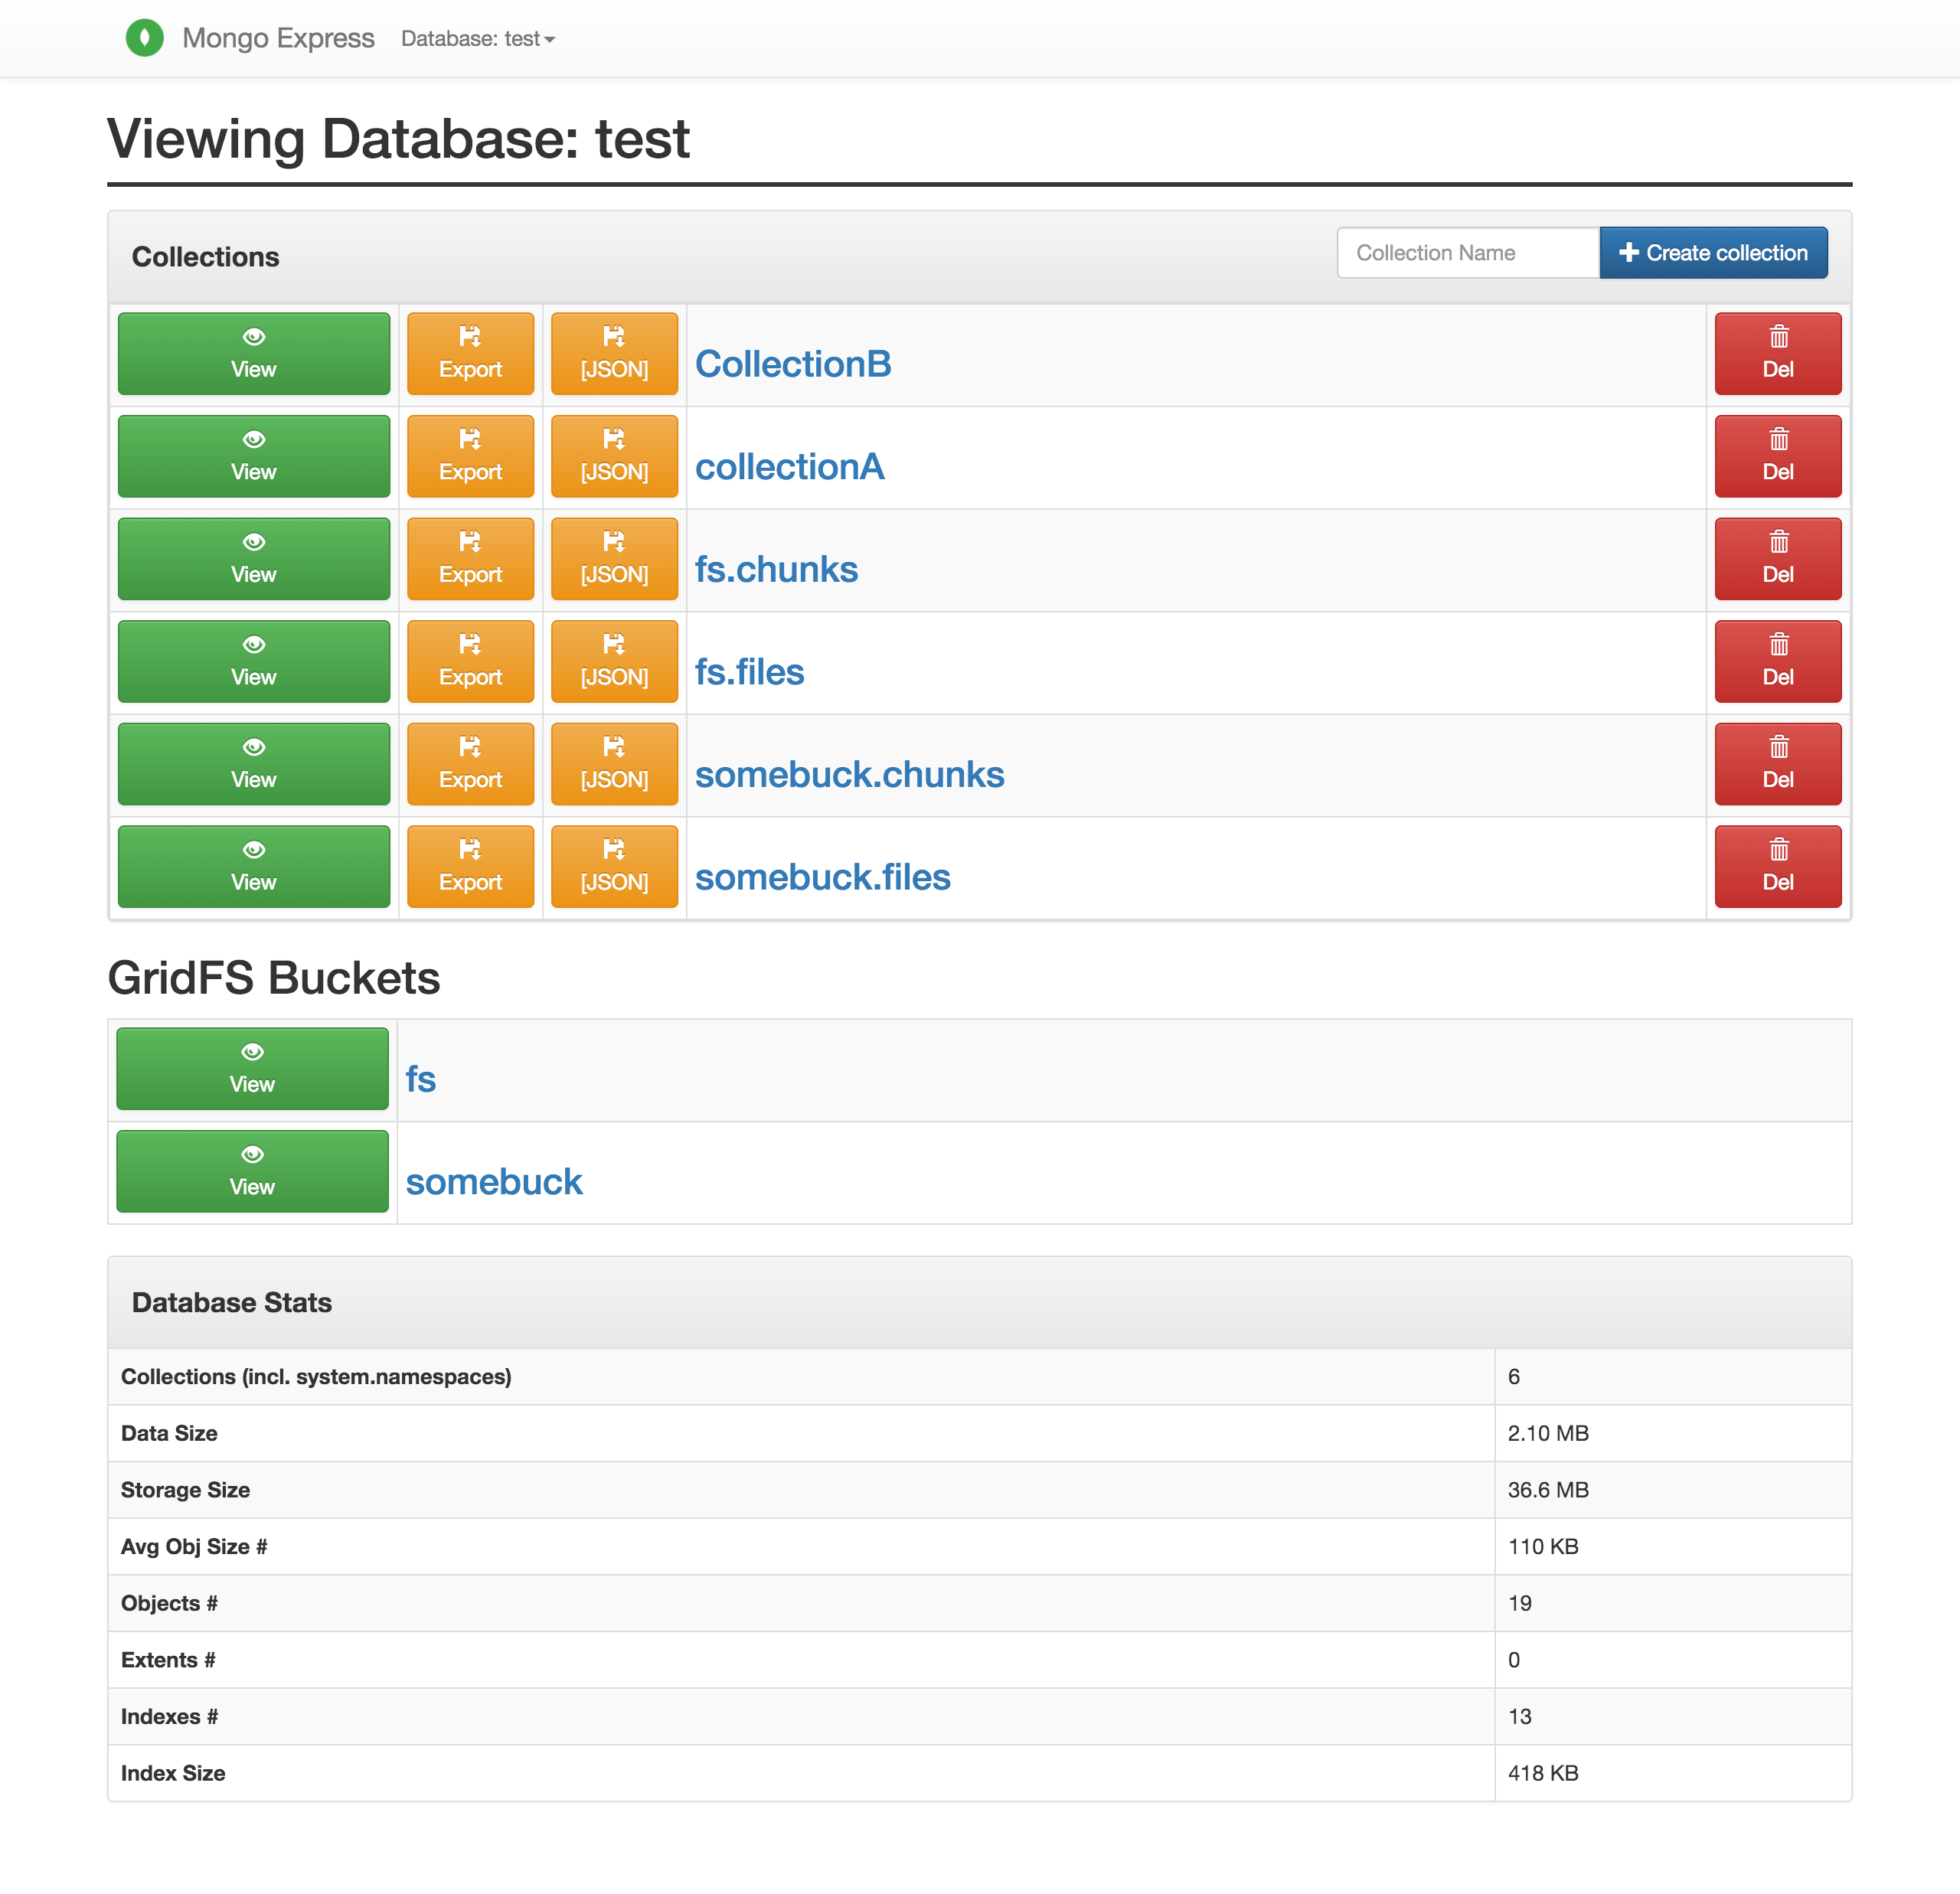 Mongo Express Database: test
Viewing Database: test
Collections Collection Name Create collection
View Export [JSON] CollectionB Del
View Export [JSON] collectionA Del
View Export [JSON] fs.chunks Del
View Export [JSON] fs.files Del
View Export [JSON] somebuck.chunks Del
View Export [JSON] somebuck.files Del
GridFS Buckets
View fs
View somebuck
Database Stats
Collections (incl. system.namespaces) 6
Data Size 2.10 MB
Storage Size 36.6 MB
Avg Obj Size # 110 KB
Objects # 19
Extents # 0
Indexes # 13
Index Size 418 KB